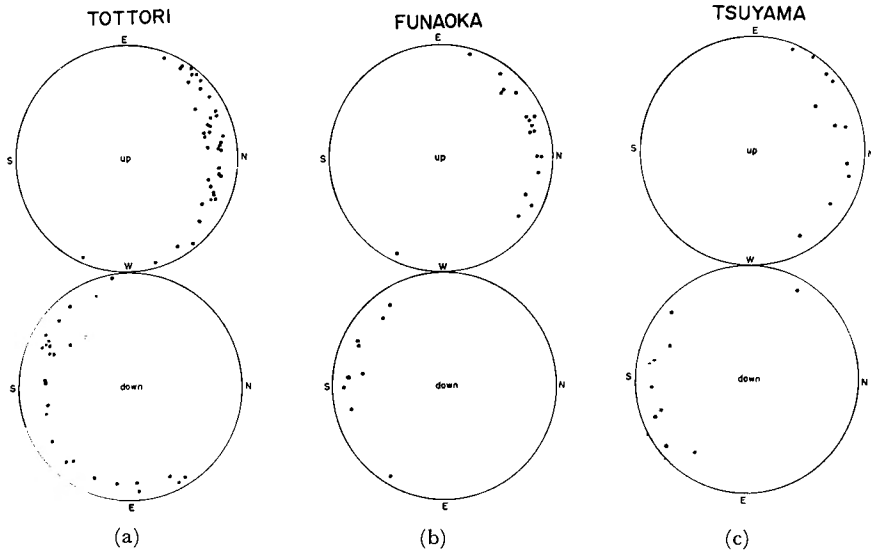 TOTTORI FUNAOKA TSUYAMA
E E E
S up N S up N S up N
W W W
S down N S down N S down N
E E E
(a) (b) (c)